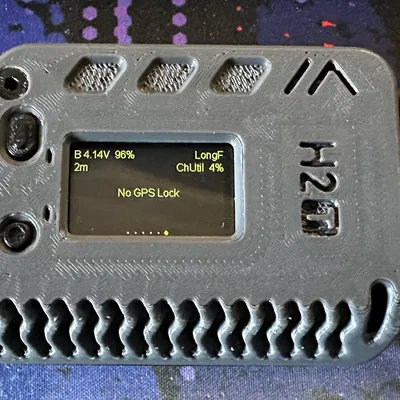 B 4.14V 96% LongF
2m ChUtil 4%
No GPS Lock
H2T